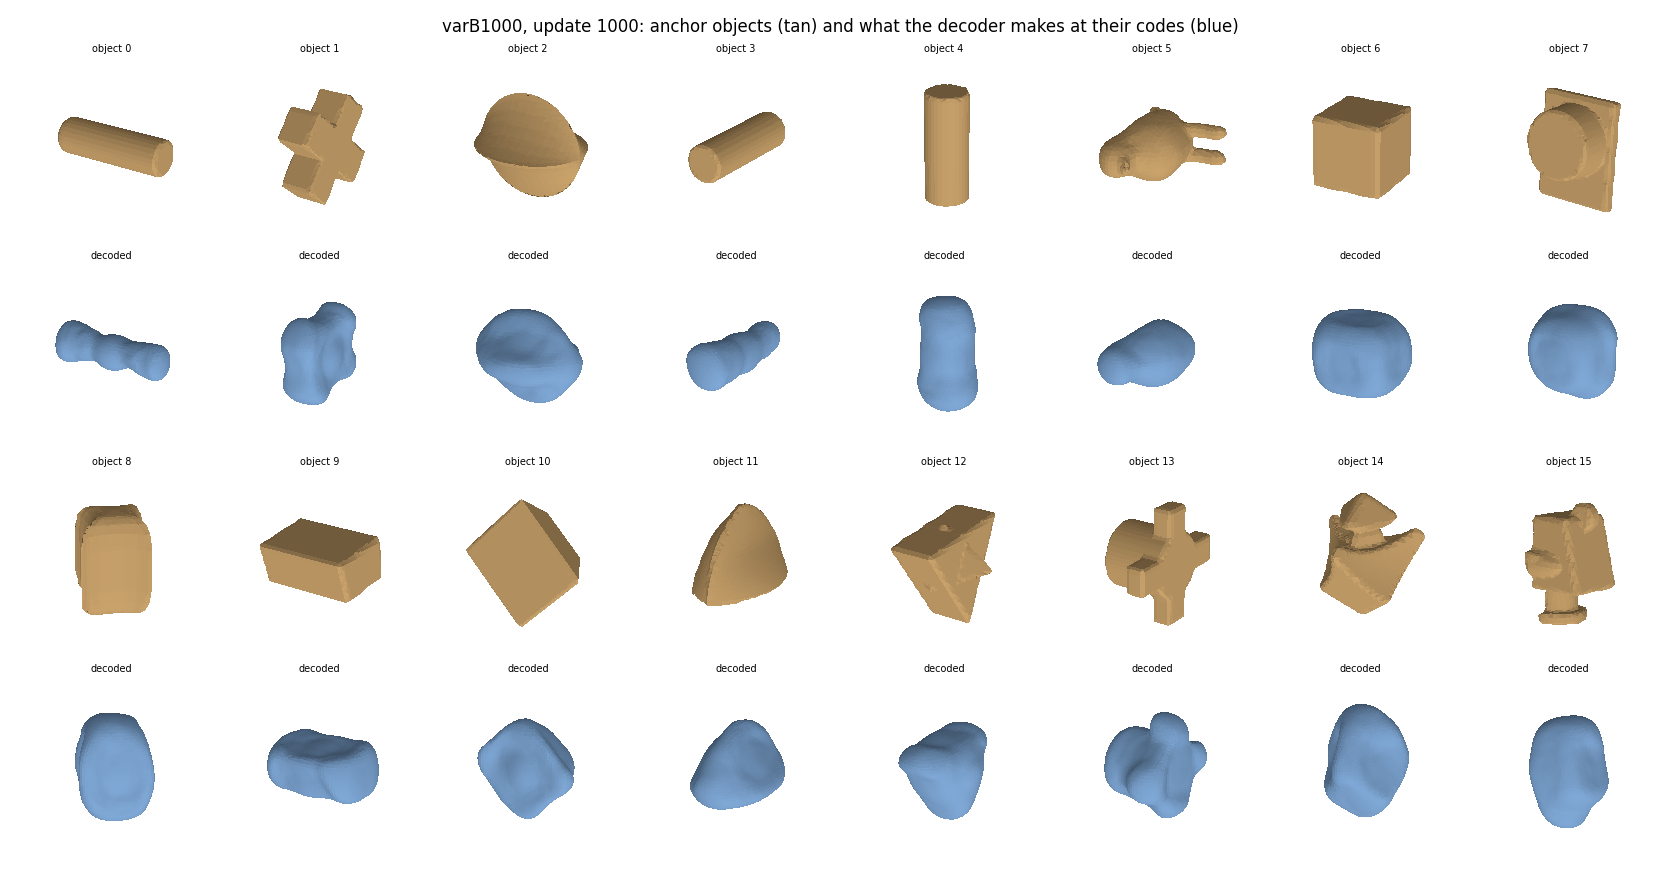 varB1000, update 1000: anchor objects (tan) and what the decoder makes at their codes (blue)
object 0 object 1 object 2 object 3 object 4 object 5 object 6 object 7
decoded decoded decoded decoded decoded decoded decoded decoded
object 8 object 9 object 10 object 11 object 12 object 13 object 14 object 15
decoded decoded decoded decoded decoded decoded decoded decoded